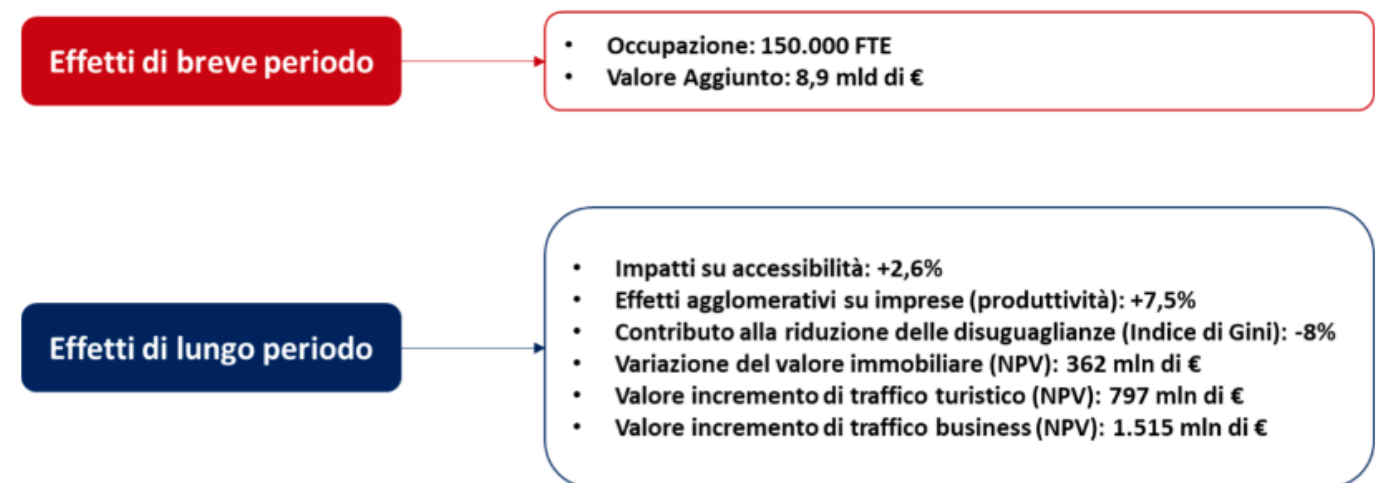 Effetti di breve periodo
• Occupazione: 150.000 FTE
• Valore Aggiunto: 8,9 mld di €
Effetti di lungo periodo
• Impatti su accessibilità: +2,6%
• Effetti agglomerativi su imprese (produttività): +7,5%
• Contributo alla riduzione delle disuguaglianze (Indice di Gini): -8%
• Variazione del valore immobiliare (NPV): 362 mln di €
• Valore incremento di traffico turistico (NPV): 797 mln di €
• Valore incremento di traffico business (NPV): 1.515 mln di €